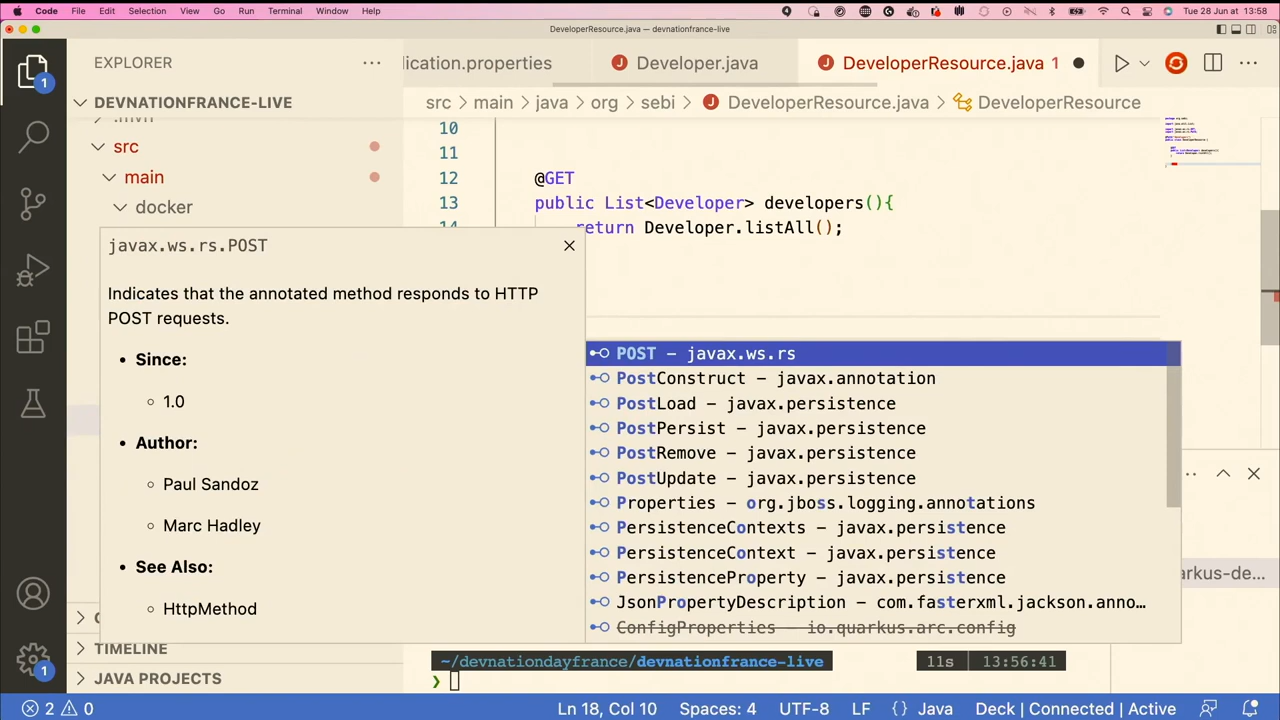 Code File Edit Selection View Go Run Terminal Window Help Tue 28 Jun at 13:58
DeveloperResource.java — devnationfrance-live
EXPLORER
lication.properties Developer.java DeveloperResource.java 1
DEVNATIONFRANCE-LIVE
src main java org sebi DeveloperResource.java DeveloperResource
.mvn
src
main
docker
10
11
12 @GET
13 public List<Developer> developers(){
14 return Developer.listAll();
javax.ws.rs.POST
Indicates that the annotated method responds to HTTP
POST requests.
Since:
1.0
Author:
Paul Sandoz
Marc Hadley
See Also:
HttpMethod
POST – javax.ws.rs
PostConstruct – javax.annotation
PostLoad – javax.persistence
PostPersist – javax.persistence
PostRemove – javax.persistence
PostUpdate – javax.persistence
Properties – org.jboss.logging.annotations
PersistenceContexts – javax.persistence
PersistenceContext – javax.persistence
PersistenceProperty – javax.persistence
JsonPropertyDescription – com.fasterxml.jackson.anno...
ConfigProperties – io.quarkus.arc.config
arkus-de...
TIMELINE
JAVA PROJECTS
~/devnationdayfrance/devnationfrance-live 11s 13:56:41
❯
1
1
2 0 Ln 18, Col 10 Spaces: 4 UTF-8 LF {} Java Deck | Connected | Active